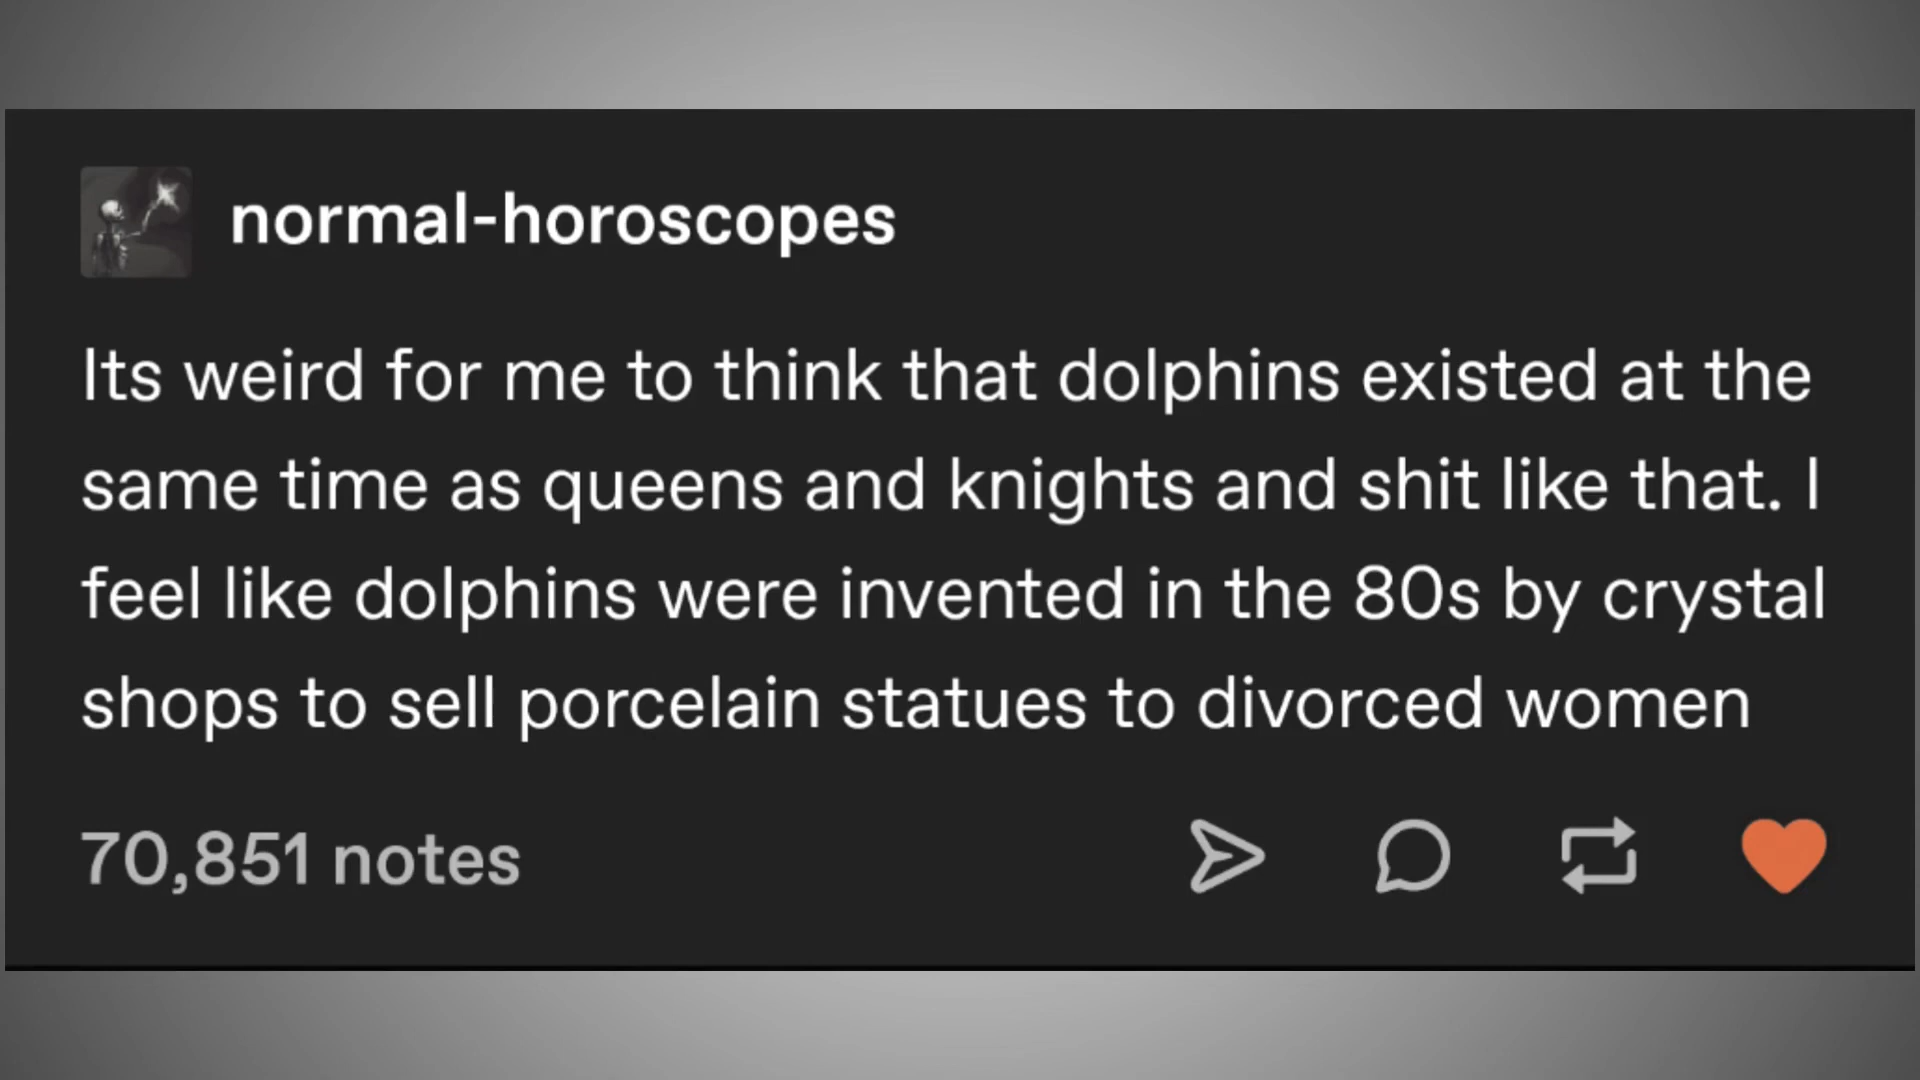 normal-horoscopes
Its weird for me to think that dolphins existed at the
same time as queens and knights and shit like that. I
feel like dolphins were invented in the 80s by crystal
shops to sell porcelain statues to divorced women
70,851 notes